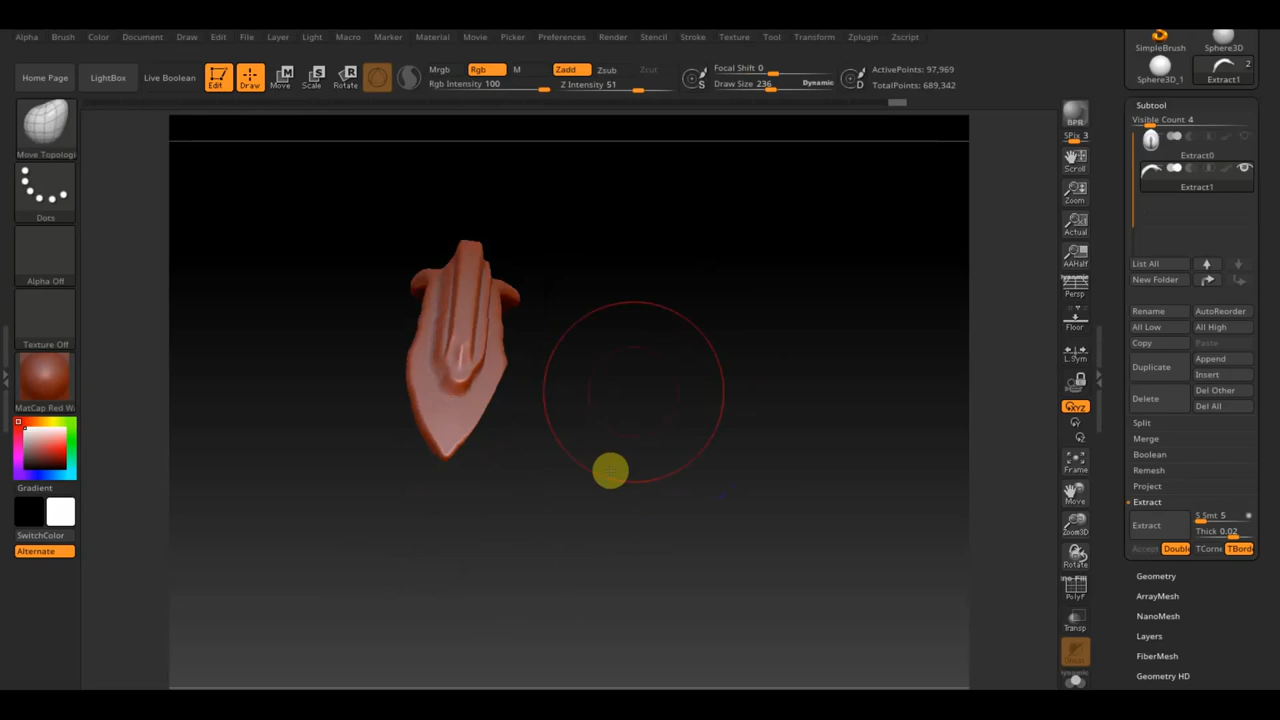 Alpha Brush Color Document Draw Edit File Layer Light Macro Marker Material Movie Picker Preferences Render Stencil Stroke Texture Tool Transform Zplugin Zscript
SimpleBrush Sphere3D
Home Page LightBox Live Boolean Edit Draw Move Scale Rotate
Mrgb Rgb M Zadd Zsub Zcut
Rgb Intensity 100 Z Intensity 51
S Focal Shift 0
Draw Size 236 Dynamic
D ActivePoints: 97,969
TotalPoints: 689,342
2
Sphere3D_1 Extract1
Move Topologi
Dots
Alpha Off
Texture Off
MatCap Red W
Gradient
SwitchColor
Alternate
BPR
SPix 3
Scroll
Zoom
Actual
AAHalf
Dynamic
Persp
Floor
L.Sym
XYZ
Y
Z
Frame
Move
Zoom3D
Rotate
PolyF
Transp
Subtool
Visible Count 4
Extract0
Extract1
List All
New Folder
Rename AutoReorder
All Low All High
Copy Paste
Duplicate Append
Insert
Delete Del Other
Del All
Split
Merge
Boolean
Remesh
Project
Extract
Extract S Smt 5
Thick 0.02
Accept Double TCorne TBorde
Geometry
ArrayMesh
NanoMesh
Layers
FiberMesh
Geometry HD